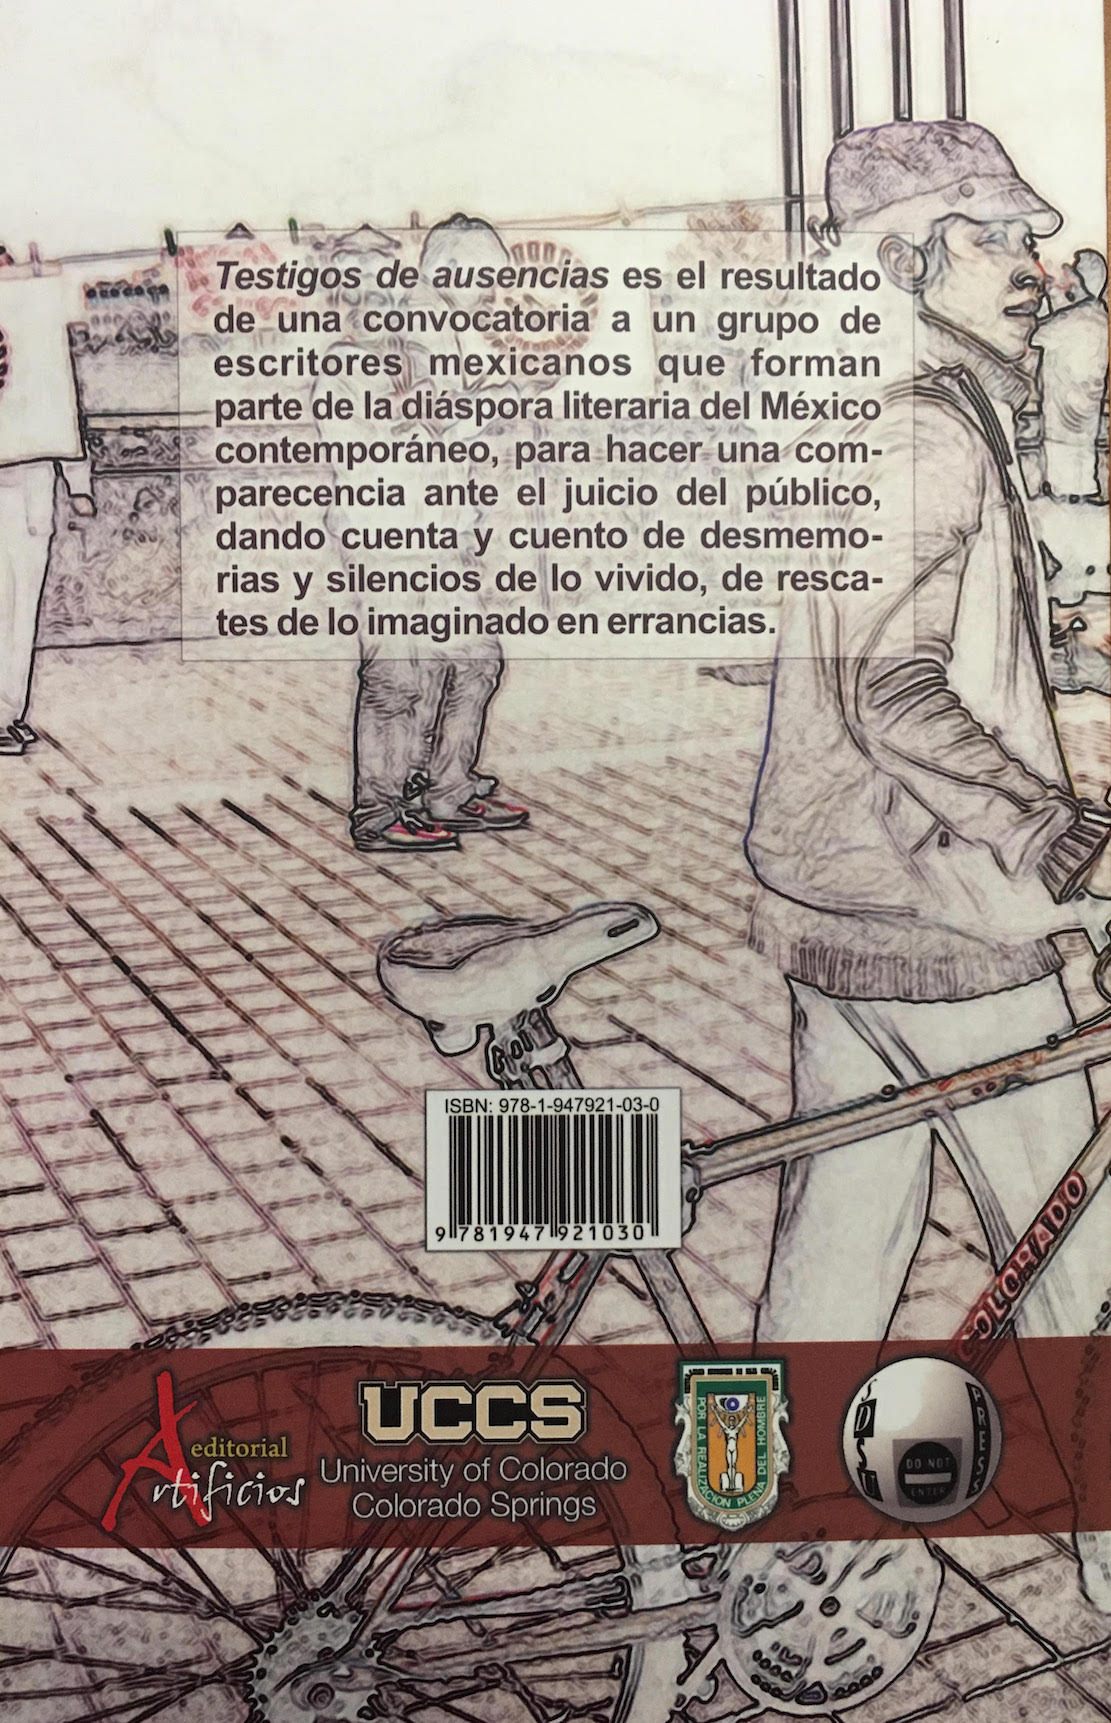 Testigos de ausencias es el resultado
de una convocatoria a un grupo de
escritores mexicanos que forman
parte de la diáspora literaria del México
contemporáneo, para hacer una com-
parecencia ante el juicio del público,
dando cuenta y cuento de desmemo-
rias y silencios de lo vivido, de resca-
tes de lo imaginado en errancias.
ISBN: 978-1-947921-03-0
9 781947 921030
COLORADO
editorial
Artificios
UCCS
University of Colorado
Colorado Springs
POR LA REALIZACION PLENA DEL HOMBRE
SDSU
PRESS
DO NOT
ENTER